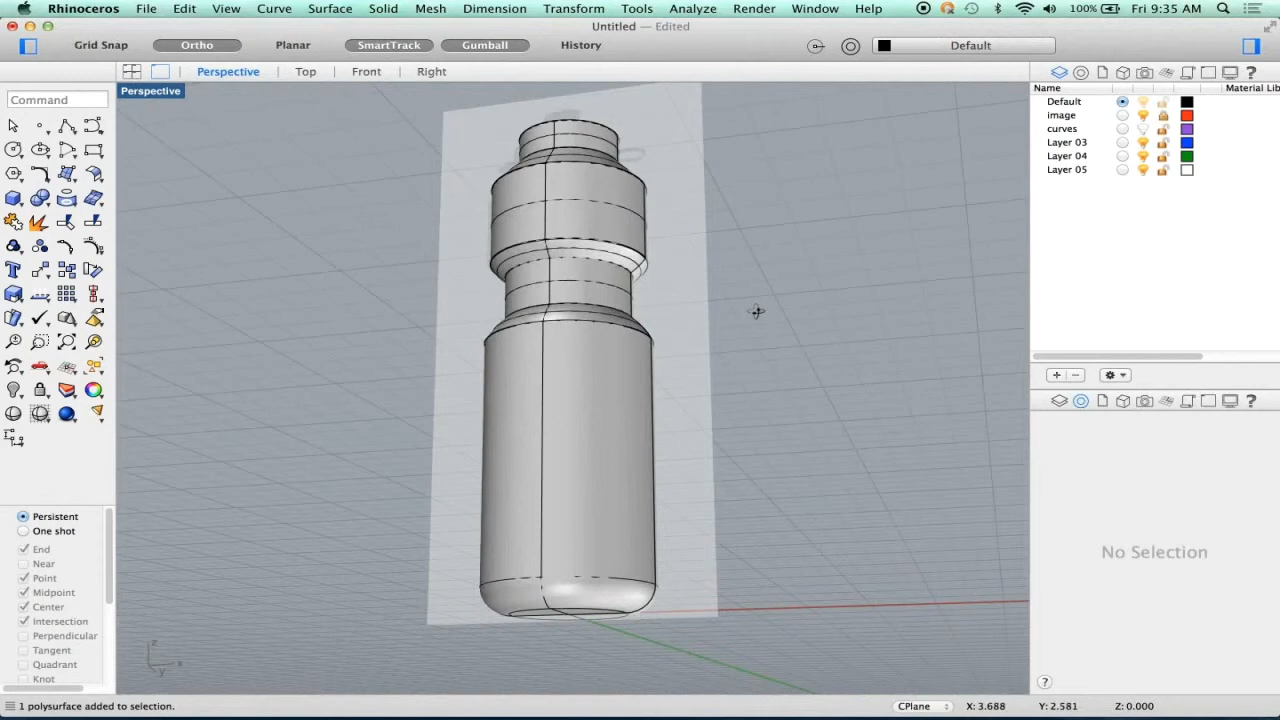 Rhinoceros File Edit View Curve Surface Solid Mesh Dimension Transform Tools Analyze Render Window Help 100% Fri 9:35 AM
Untitled — Edited
Grid Snap Ortho Planar SmartTrack Gumball History Default
Perspective Top Front Right
Perspective
Command
Name Material Lib
Default
image
curves
Layer 03
Layer 04
Layer 05
Persistent
One shot
End
Near
Point
Midpoint
Center
Intersection
Perpendicular
Tangent
Quadrant
Knot
No Selection
z
x
y
1 polysurface added to selection. CPlane X: 3.688 Y: 2.581 Z: 0.000